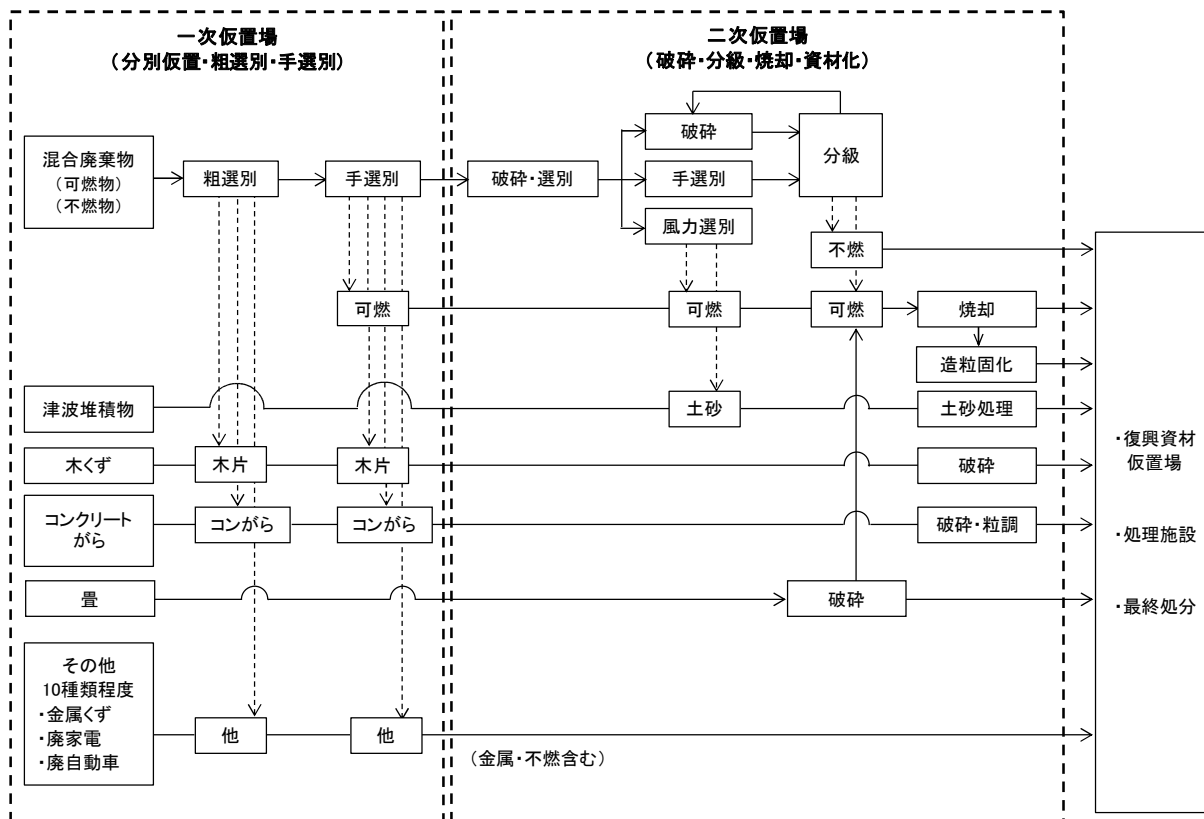 一次仮置場
（分別仮置・粗選別・手選別）
二次仮置場
（破砕・分級・焼却・資材化）
混合廃棄物
（可燃物）
（不燃物）
粗選別
手選別
破砕・選別
破砕
手選別
風力選別
分級
不燃
可燃
可燃
可燃
焼却
造粒固化
津波堆積物
土砂
土砂処理
木くず
木片
木片
破砕
コンクリート
がら
コンがら
コンがら
破砕・粒調
畳
破砕
その他
10種類程度
・金属くず
・廃家電
・廃自動車
他
他
（金属・不燃含む）
・復興資材
仮置場
・処理施設
・最終処分